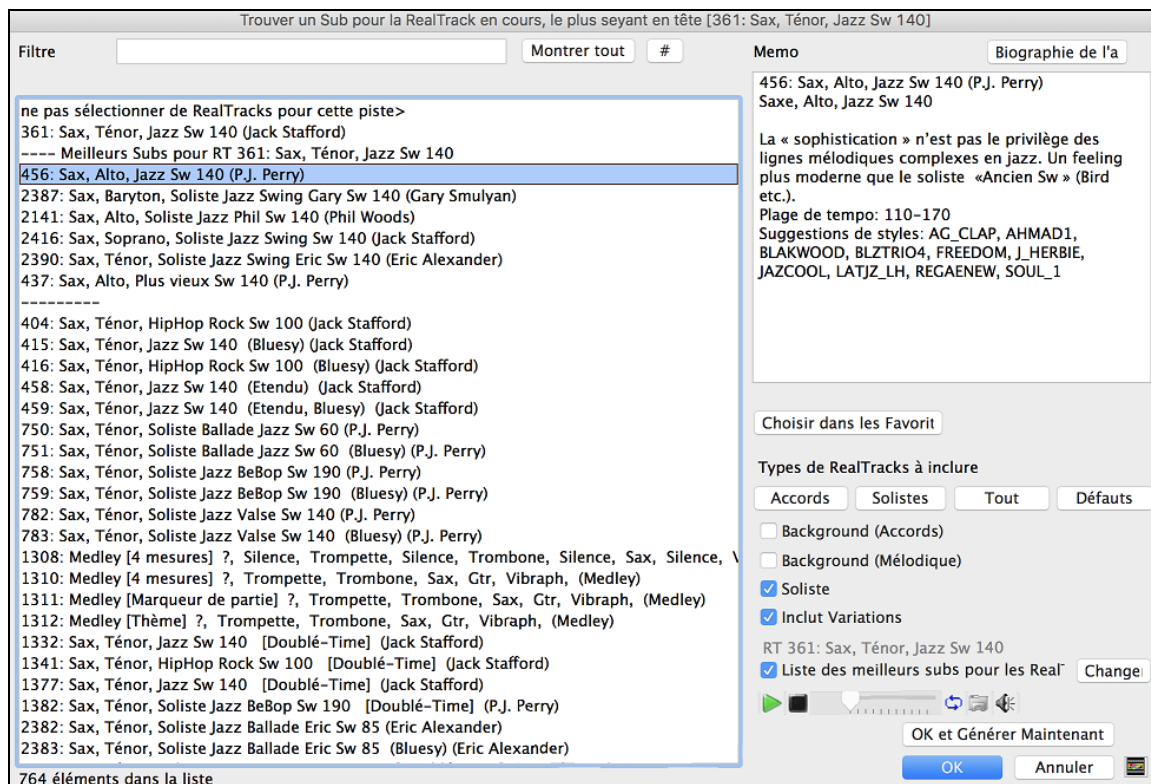 Trouver un Sub pour la RealTrack en cours, le plus seyant en tête [361: Sax, Ténor, Jazz Sw 140]
Filtre
Montrer tout
#
ne pas sélectionner de RealTracks pour cette piste>
361: Sax, Ténor, Jazz Sw 140 (Jack Stafford)
---- Meilleurs Subs pour RT 361: Sax, Ténor, Jazz Sw 140
456: Sax, Alto, Jazz Sw 140 (P.J. Perry)
2387: Sax, Baryton, Soliste Jazz Swing Gary Sw 140 (Gary Smulyan)
2141: Sax, Alto, Soliste Jazz Phil Sw 140 (Phil Woods)
2416: Sax, Soprano, Soliste Jazz Swing Sw 140 (Jack Stafford)
2390: Sax, Ténor, Soliste Jazz Swing Eric Sw 140 (Eric Alexander)
437: Sax, Alto, Plus vieux Sw 140 (P.J. Perry)
---------
404: Sax, Ténor, HipHop Rock Sw 100 (Jack Stafford)
415: Sax, Ténor, Jazz Sw 140 (Bluesy) (Jack Stafford)
416: Sax, Ténor, HipHop Rock Sw 100 (Bluesy) (Jack Stafford)
458: Sax, Ténor, Jazz Sw 140 (Etendu) (Jack Stafford)
459: Sax, Ténor, Jazz Sw 140 (Etendu, Bluesy) (Jack Stafford)
750: Sax, Ténor, Soliste Ballade Jazz Sw 60 (P.J. Perry)
751: Sax, Ténor, Soliste Ballade Jazz Sw 60 (Bluesy) (P.J. Perry)
758: Sax, Ténor, Soliste Jazz BeBop Sw 190 (P.J. Perry)
759: Sax, Ténor, Soliste Jazz BeBop Sw 190 (Bluesy) (P.J. Perry)
782: Sax, Ténor, Soliste Jazz Valse Sw 140 (P.J. Perry)
783: Sax, Ténor, Soliste Jazz Valse Sw 140 (Bluesy) (P.J. Perry)
1308: Medley [4 mesures] ?, Silence, Trompette, Silence, Trombone, Silence, Sax, Silence, V
1310: Medley [4 mesures] ?, Trompette, Trombone, Sax, Gtr, Vibraph, (Medley)
1311: Medley [Marqueur de partie] ?, Trompette, Trombone, Sax, Gtr, Vibraph, (Medley)
1312: Medley [Thème] ?, Trompette, Trombone, Sax, Gtr, Vibraph, (Medley)
1332: Sax, Ténor, Jazz Sw 140 [Doublé-Time] (Jack Stafford)
1341: Sax, Ténor, HipHop Rock Sw 100 [Doublé-Time] (Jack Stafford)
1377: Sax, Ténor, Jazz Sw 140 [Doublé-Time] (Jack Stafford)
1382: Sax, Ténor, Soliste Jazz BeBop Sw 190 [Doublé-Time] (P.J. Perry)
2382: Sax, Ténor, Soliste Jazz Ballade Eric Sw 85 (Eric Alexander)
2383: Sax, Ténor, Soliste Jazz Ballade Eric Sw 85 (Bluesy) (Eric Alexander)
764 éléments dans la liste
Memo
Biographie de l'a
456: Sax, Alto, Jazz Sw 140 (P.J. Perry)
Saxe, Alto, Jazz Sw 140
La « sophistication » n'est pas le privilège des
lignes mélodiques complexes en jazz. Un feeling
plus moderne que le soliste «Ancien Sw » (Bird
etc.).
Plage de tempo: 110-170
Suggestions de styles: AG_CLAP, AHMAD1,
BLAKWOOD, BLZTRIO4, FREEDOM, J_HERBIE,
JAZCOOL, LATJZ_LH, REGAENEW, SOUL_1
Choisir dans les Favorit
Types de RealTracks à inclure
Accords
Solistes
Tout
Défauts
Background (Accords)
Background (Mélodique)
Soliste
Inclut Variations
RT 361: Sax, Ténor, Jazz Sw 140
Liste des meilleurs subs pour les Real
Change
OK et Générer Maintenant
OK
Annuler